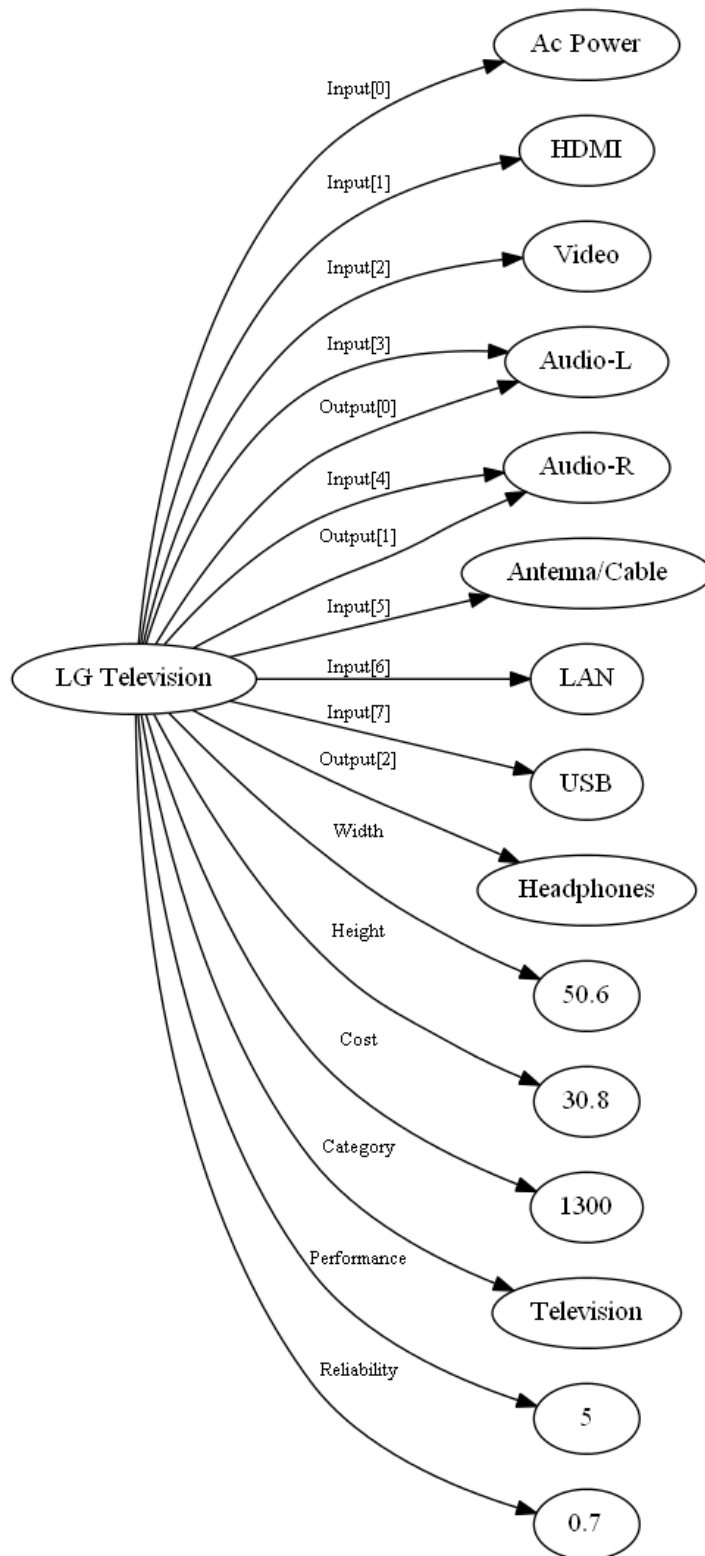 Ac Power
Input[0]
HDMI
Input[1]
Video
Input[2]
Input[3]
Audio-L
Output[0]
Audio-R
Input[4]
Output[1]
Antenna/Cable
Input[5]
LG Television
Input[6]
LAN
Input[7]
Output[2]
USB
Width
Headphones
Height
50.6
Cost
30.8
Category
1300
Performance
Television
Reliability
5
0.7